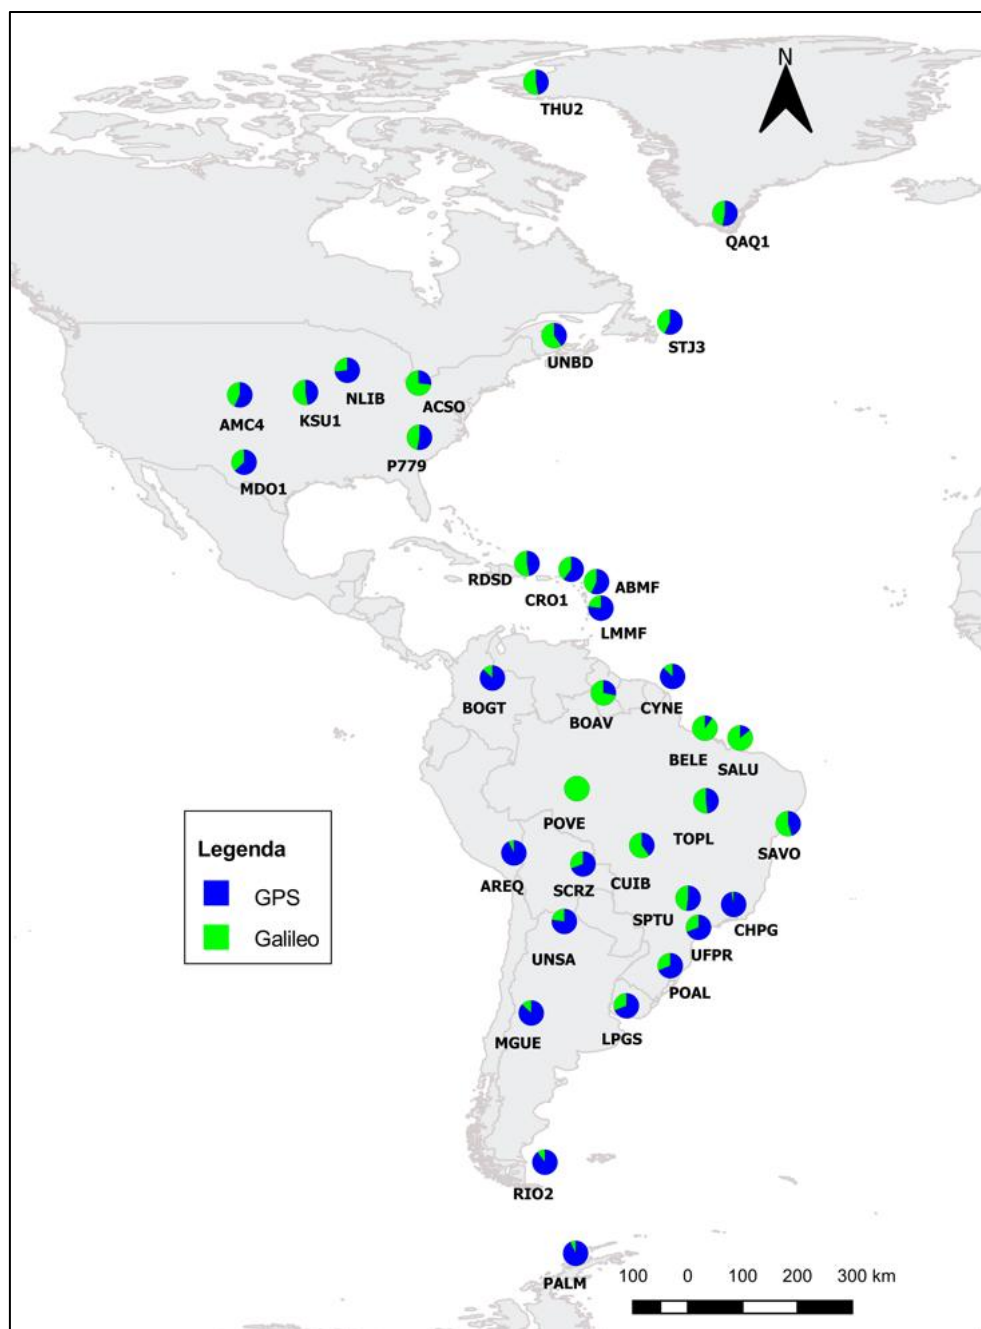 N
THU2
QAQ1
STJ3
UNBD
NLIB
ACSO
KSU1
AMC4
P779
MDO1
RDSD
CRO1
ABMF
LMMF
BOGT
BOAV
CYNE
BELE
SALU
POVE
TOPL
SAVO
Legenda
GPS
Galileo
AREQ
SCRZ
CUIB
SPTU
CHPG
UFPR
UNSA
POAL
MGUE
LPGS
RIO2
PALM
100 0 100 200 300 km